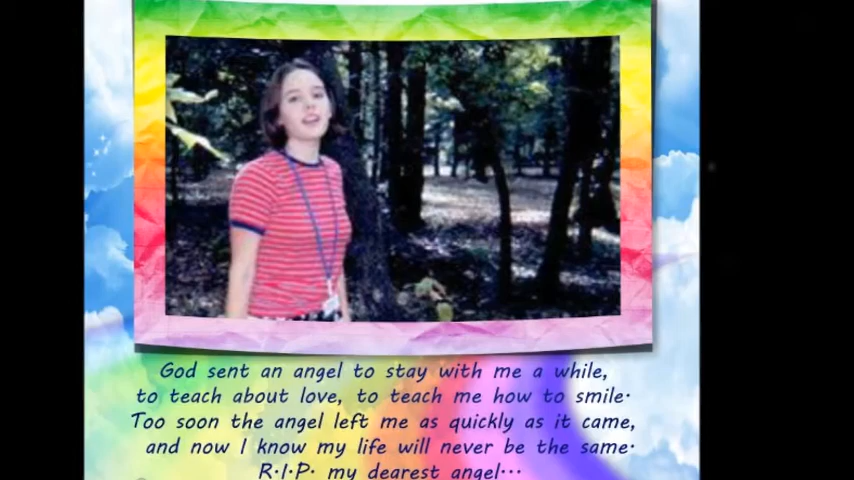 God sent an angel to stay with me a while,
to teach about love, to teach me how to smile.
Too soon the angel left me as quickly as it came,
and now I know my life will never be the same.
R.I.P. my dearest angel...